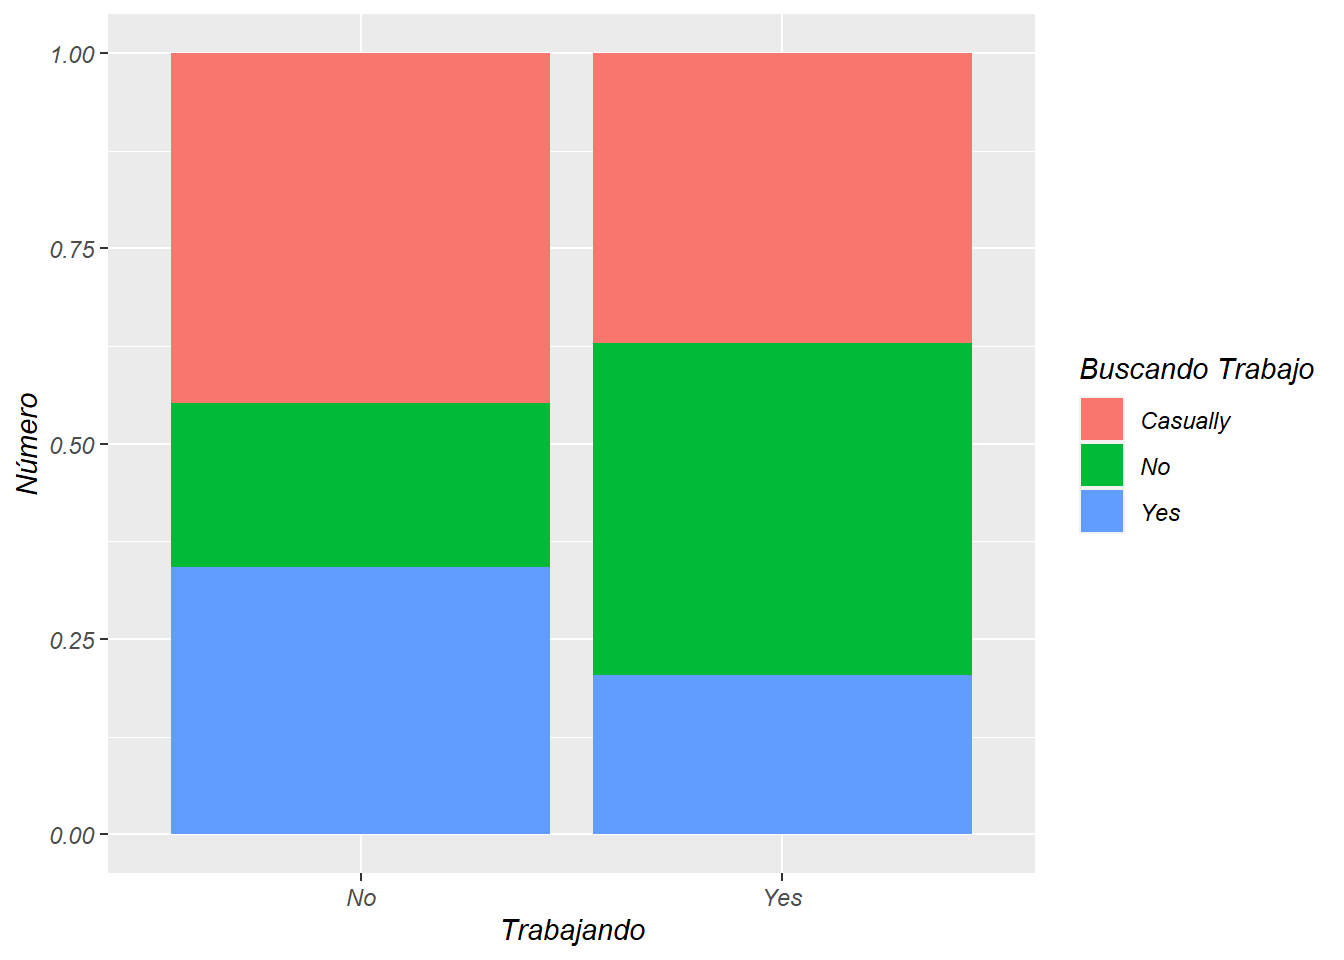 1.00
0.75
0.50
0.25
0.00
Número
No
Yes
Trabajando
Buscando Trabajo
Casually
No
Yes